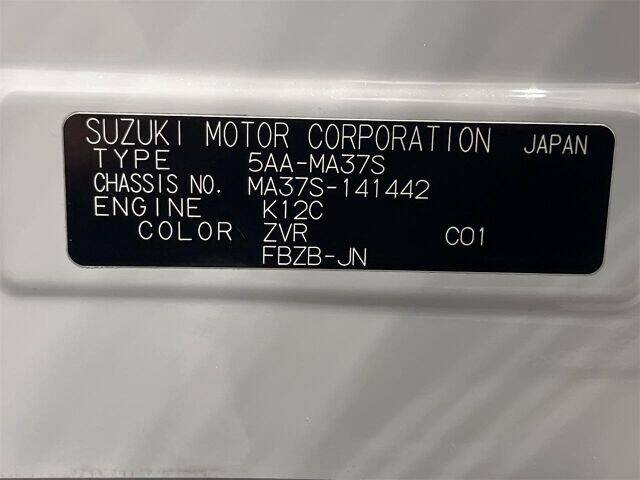 SUZUKI MOTOR CORPORATION JAPAN
TYPE 5AA-MA37S
CHASSIS NO. MA37S-141442
ENGINE K12C
COLOR ZVR C01
FBZB-JN